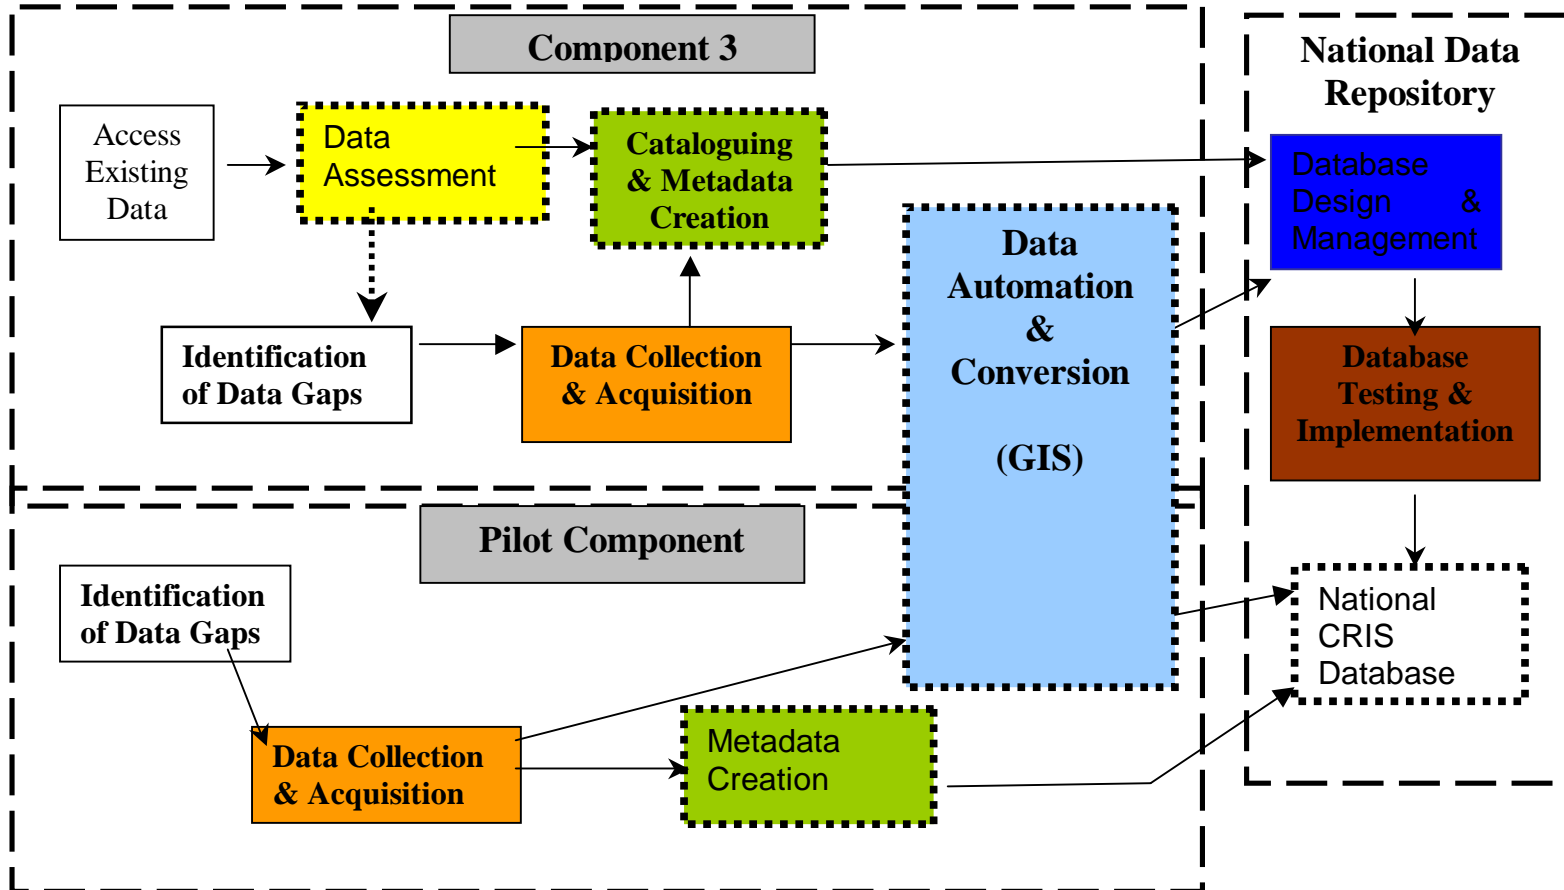 Component 3
National Data
Repository
Access
Existing
Data
Data
Assessment
Cataloguing
& Metadata
Creation
Database
Design &
Management
Data
Automation
&
Conversion
(GIS)
Identification
of Data Gaps
Data Collection
& Acquisition
Database
Testing &
Implementation
Pilot Component
Identification
of Data Gaps
National
CRIS
Database
Data Collection
& Acquisition
Metadata
Creation